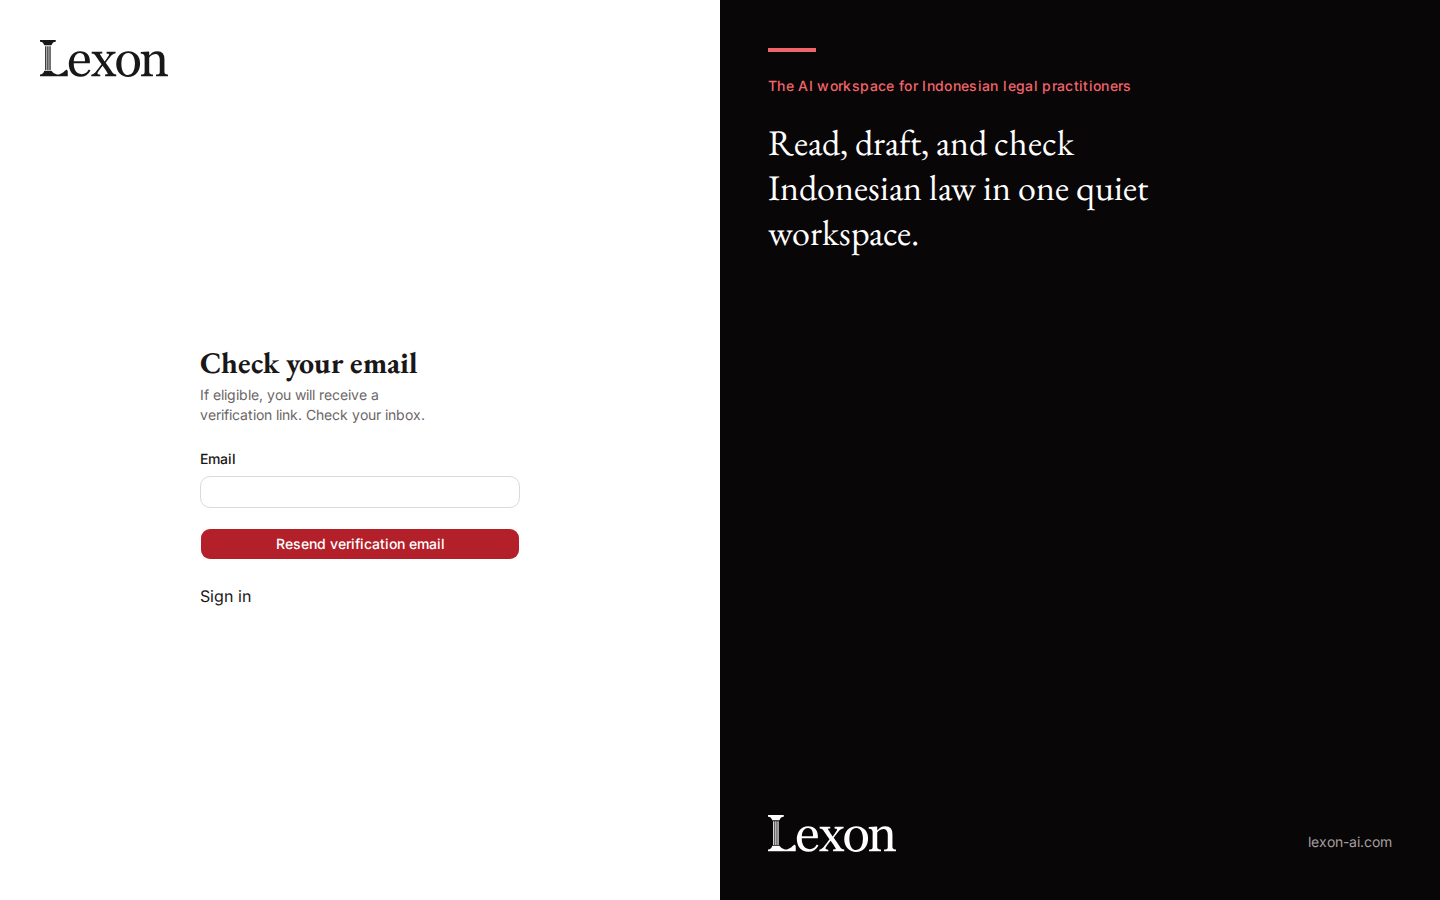 Lexon
Check your email
If eligible, you will receive a
verification link. Check your inbox.
Email
Resend verification email
Sign in
The AI workspace for Indonesian legal practitioners
Read, draft, and check
Indonesian law in one quiet
workspace.
Lexon
lexon-ai.com